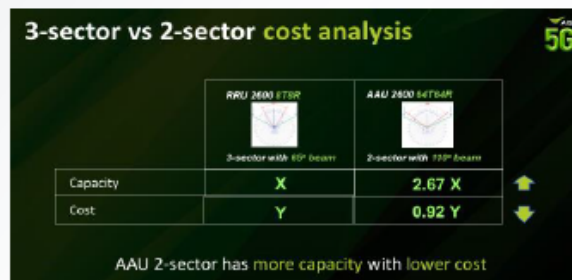 3-sector vs 2-sector cost analysis
5G
RRU 2600 8T8R
AAU 2600 64T64R
3-sector with 65° beam
2-sector with 110° beam
Capacity
X
2.67 X
Cost
Y
0.92 Y
AAU 2-sector has more capacity with lower cost